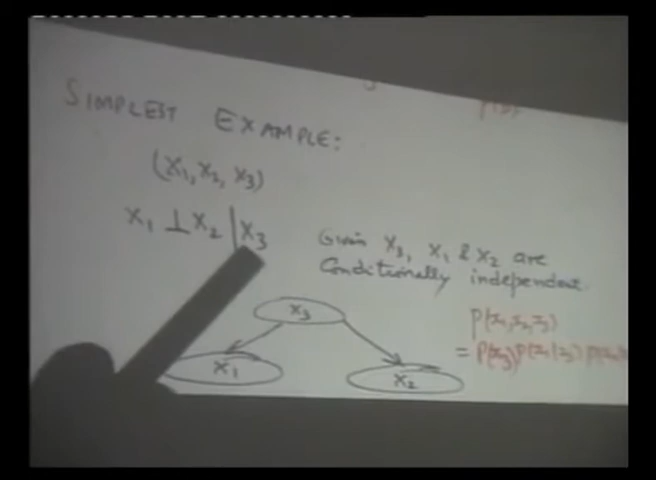 SIMPLEST EXAMPLE:
(X₁, X₂, X₃)
X₁ ⊥ X₂ | X₃
Given X₃, X₁ & X₂ are
Conditionally independent.
X₃
P(x₁,x₂,x₃)
= P(x₃) P(x₁|x₃)
X₁
X₂